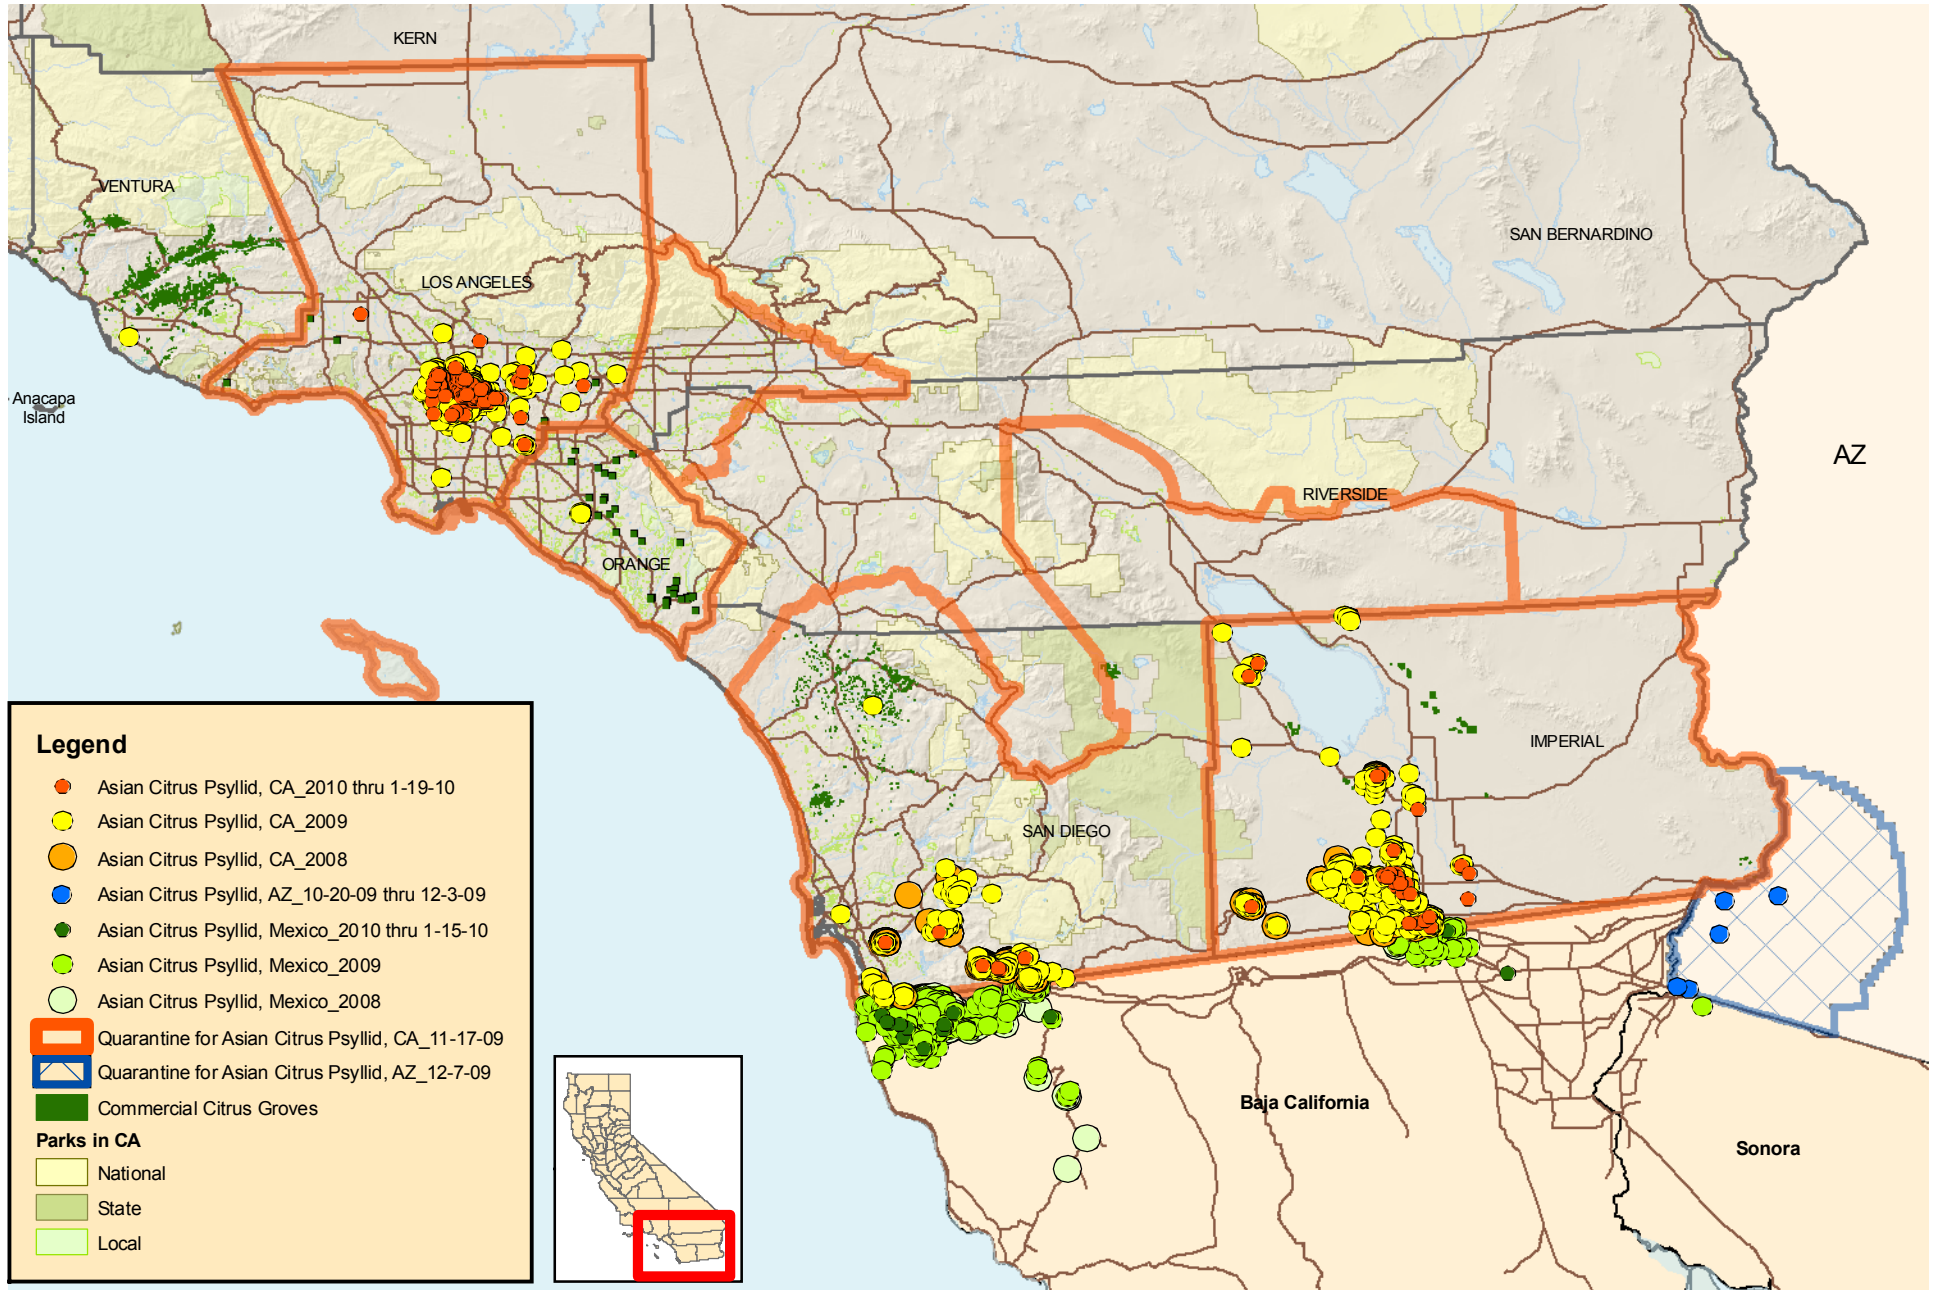 KERN
VENTURA
SAN BERNARDINO
LOS ANGELES
Anacapa
Island
AZ
RIVERSIDE
ORANGE
IMPERIAL
SAN DIEGO
Baja California
Sonora
Legend
Asian Citrus Psyllid, CA_2010 thru 1-19-10
Asian Citrus Psyllid, CA_2009
Asian Citrus Psyllid, CA_2008
Asian Citrus Psyllid, AZ_10-20-09 thru 12-3-09
Asian Citrus Psyllid, Mexico_2010 thru 1-15-10
Asian Citrus Psyllid, Mexico_2009
Asian Citrus Psyllid, Mexico_2008
Quarantine for Asian Citrus Psyllid, CA_11-17-09
Quarantine for Asian Citrus Psyllid, AZ_12-7-09
Commercial Citrus Groves
Parks in CA
National
State
Local